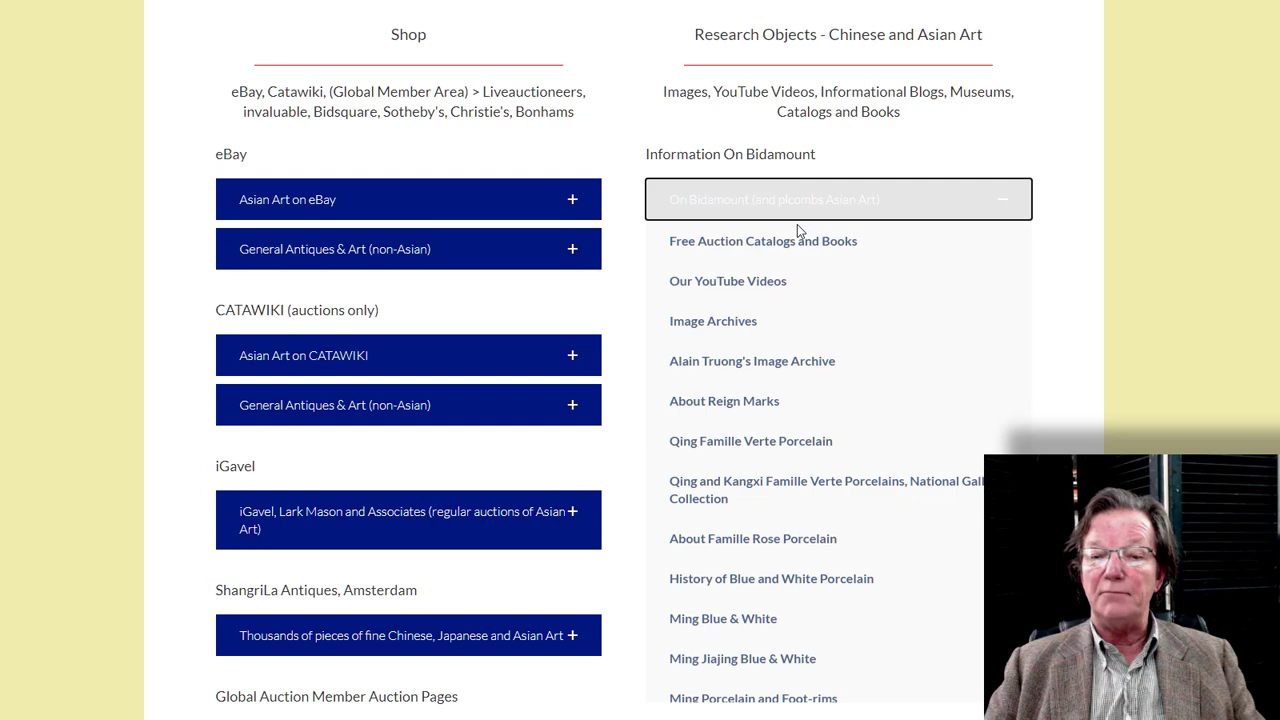 Shop
eBay, Catawiki, (Global Member Area) > Liveauctioneers,
invaluable, Bidsquare, Sotheby's, Christie's, Bonhams
eBay
Asian Art on eBay
General Antiques & Art (non-Asian)
CATAWIKI (auctions only)
Asian Art on CATAWIKI
General Antiques & Art (non-Asian)
iGavel
iGavel, Lark Mason and Associates (regular auctions of Asian
Art)
ShangriLa Antiques, Amsterdam
Thousands of pieces of fine Chinese, Japanese and Asian Art
Global Auction Member Auction Pages
Research Objects - Chinese and Asian Art
Images, YouTube Videos, Informational Blogs, Museums,
Catalogs and Books
Information On Bidamount
On Bidamount (and plcombs Asian Art)
Free Auction Catalogs and Books
Our YouTube Videos
Image Archives
Alain Truong's Image Archive
About Reign Marks
Qing Famille Verte Porcelain
Qing and Kangxi Famille Verte Porcelains, National Gall
Collection
About Famille Rose Porcelain
History of Blue and White Porcelain
Ming Blue & White
Ming Jiajing Blue & White
Ming Porcelain and Foot-rims